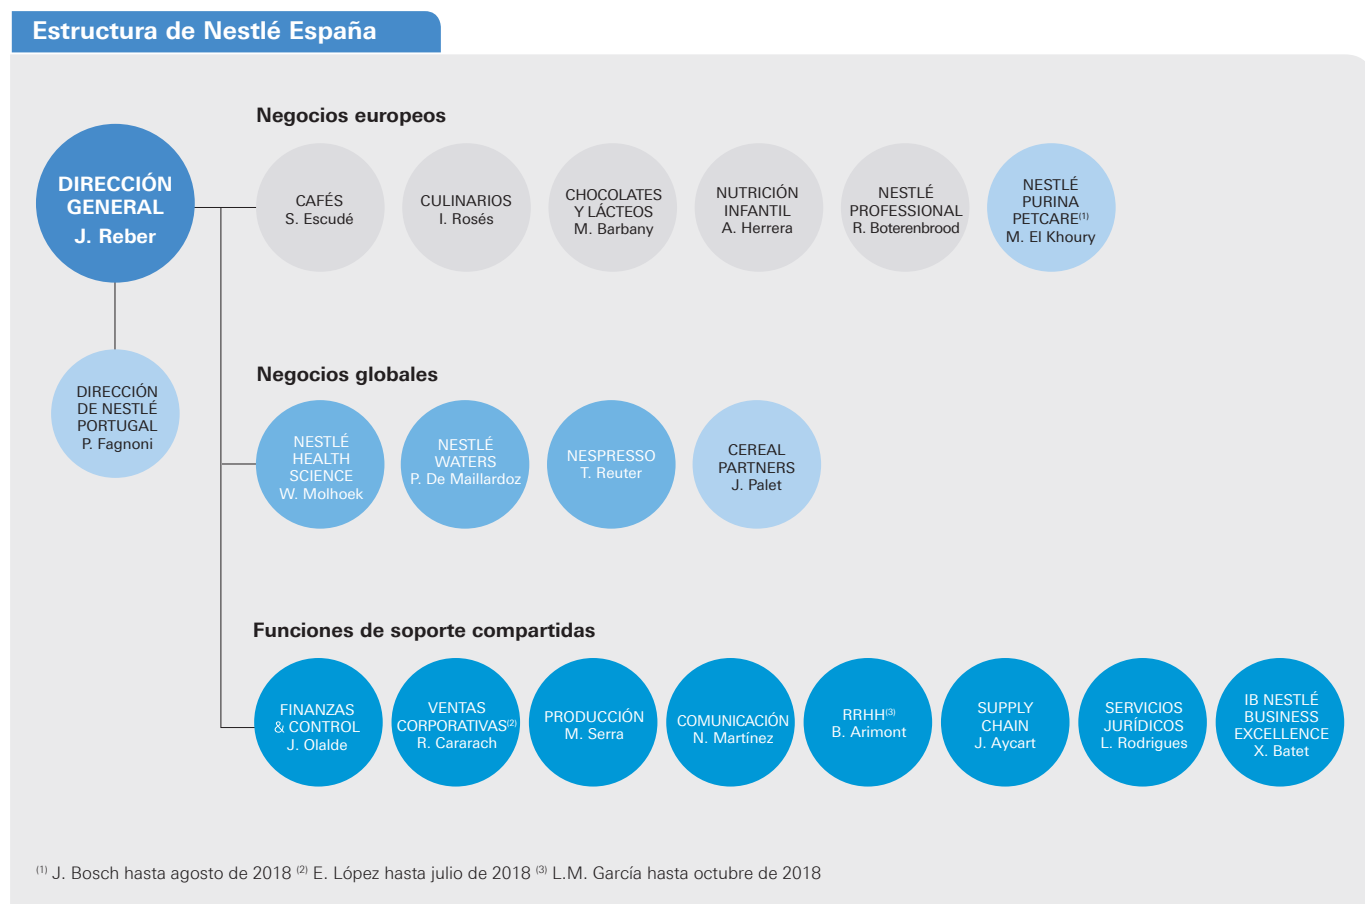 Estructura de Nestlé España
DIRECCIÓN
GENERAL
J. Reber
DIRECCIÓN
DE NESTLÉ
PORTUGAL
P. Fagnoni
Negocios europeos
CAFÉS
S. Escudé
CULINARIOS
I. Rosés
CHOCOLATES
Y LÁCTEOS
M. Barbany
NUTRICIÓN
INFANTIL
A. Herrera
NESTLÉ
PROFESSIONAL
R. Boterenbrood
NESTLÉ
PURINA
PETCARE(1)
M. El Khoury
Negocios globales
NESTLÉ
HEALTH
SCIENCE
W. Molhoek
NESTLÉ
WATERS
P. De Maillardoz
NESPRESSO
T. Reuter
CEREAL
PARTNERS
J. Palet
Funciones de soporte compartidas
FINANZAS
& CONTROL
J. Olalde
VENTAS
CORPORATIVAS(2)
R. Cararach
PRODUCCIÓN
M. Serra
COMUNICACIÓN
N. Martínez
RRHH(3)
B. Arimont
SUPPLY
CHAIN
J. Aycart
SERVICIOS
JURÍDICOS
L. Rodrigues
IB NESTLÉ
BUSINESS
EXCELLENCE
X. Batet
(1) J. Bosch hasta agosto de 2018 (2) E. López hasta julio de 2018 (3) L.M. García hasta octubre de 2018